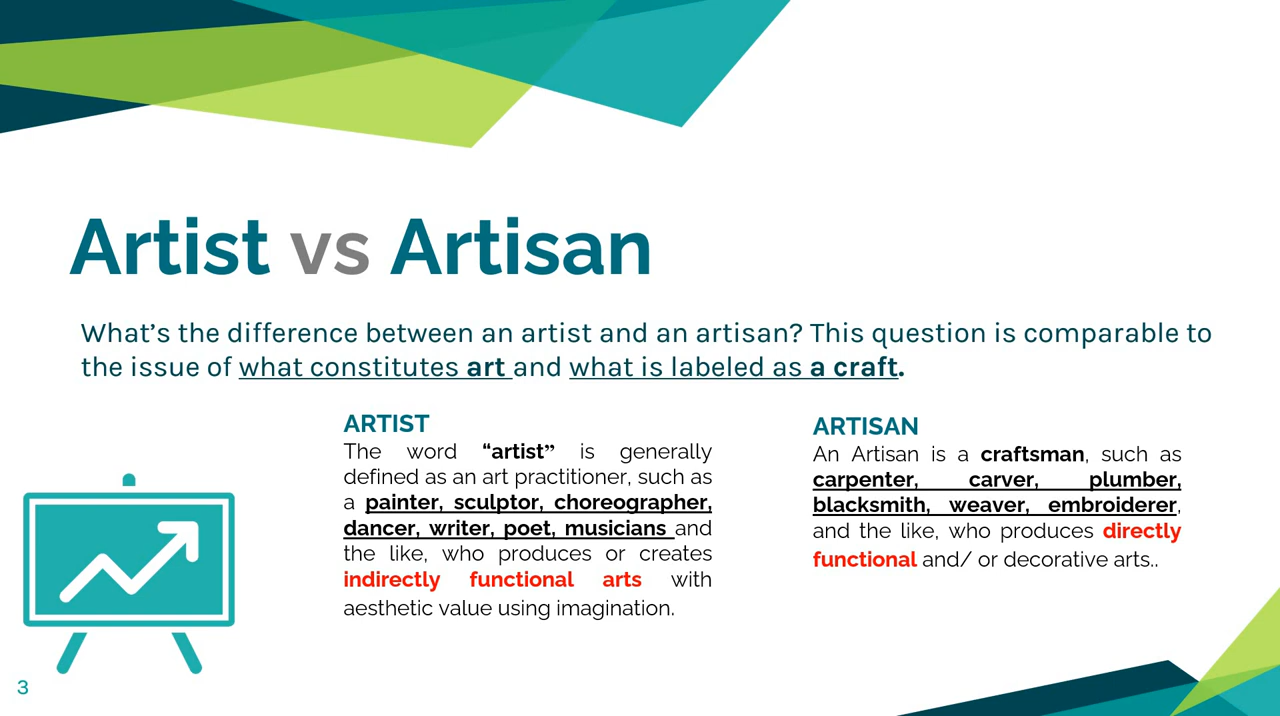 Artist vs Artisan
What’s the difference between an artist and an artisan? This question is comparable to
the issue of what constitutes art and what is labeled as a craft.
ARTIST
The word “artist” is generally
defined as an art practitioner, such as
a painter, sculptor, choreographer,
dancer, writer, poet, musicians and
the like, who produces or creates
indirectly functional arts with
aesthetic value using imagination.
ARTISAN
An Artisan is a craftsman, such as
carpenter, carver, plumber,
blacksmith, weaver, embroiderer,
and the like, who produces directly
functional and/ or decorative arts..
3